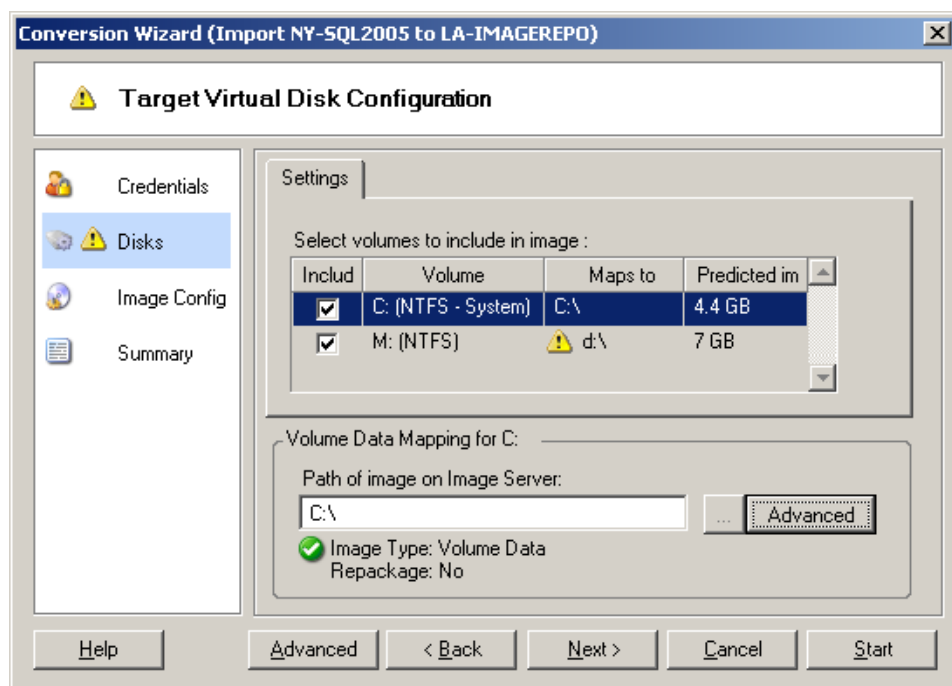 Conversion Wizard (Import NY-SQL2005 to LA-IMAGEREPO)
Target Virtual Disk Configuration
Credentials
Disks
Image Config
Summary
Settings
Select volumes to include in image :
Includ Volume Maps to Predicted im
C: (NTFS - System) C:\ 4.4 GB
M: (NTFS) d:\ 7 GB
Volume Data Mapping for C:
Path of image on Image Server:
C:\
... Advanced
Image Type: Volume Data
Repackage: No
Help Advanced < Back Next > Cancel Start